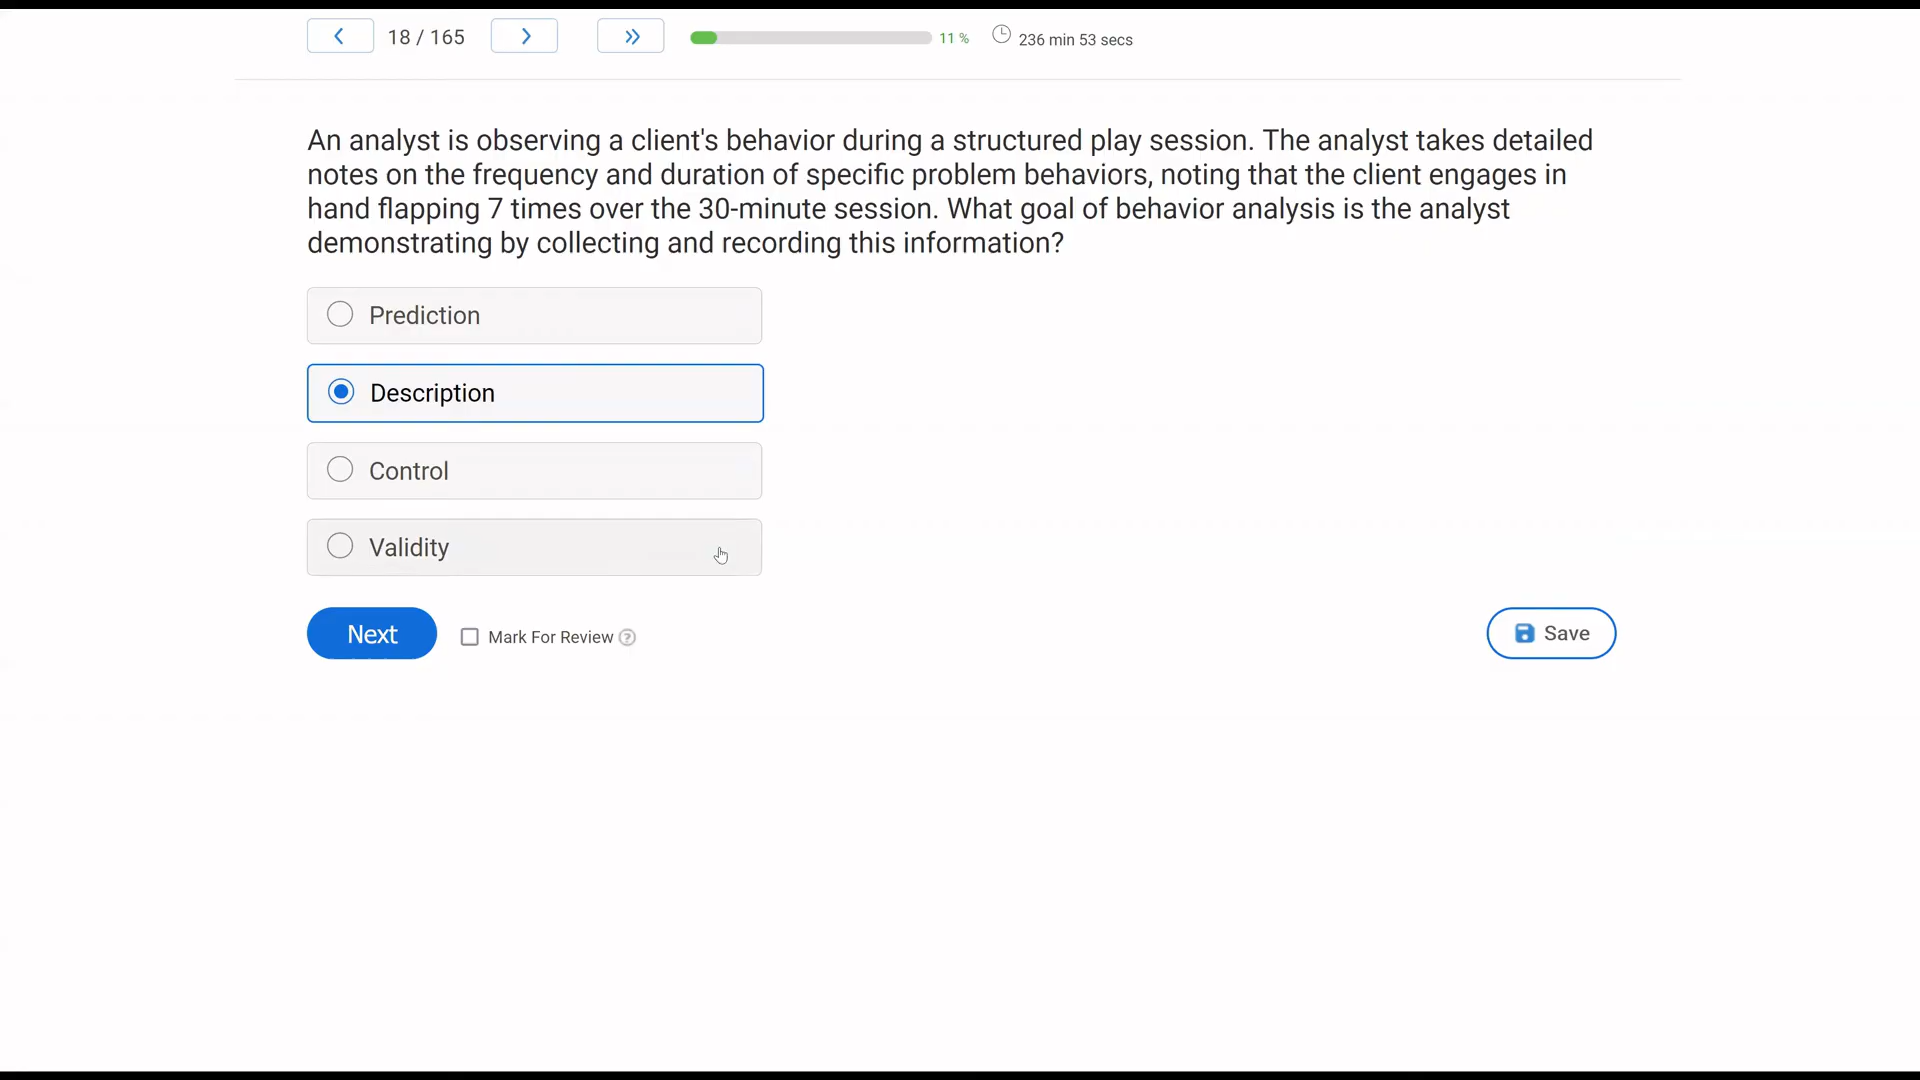 18 / 165
11 %
236 min 53 secs
An analyst is observing a client's behavior during a structured play session. The analyst takes detailed
notes on the frequency and duration of specific problem behaviors, noting that the client engages in
hand flapping 7 times over the 30-minute session. What goal of behavior analysis is the analyst
demonstrating by collecting and recording this information?
Prediction
Description
Control
Validity
Next
Mark For Review ?
Save